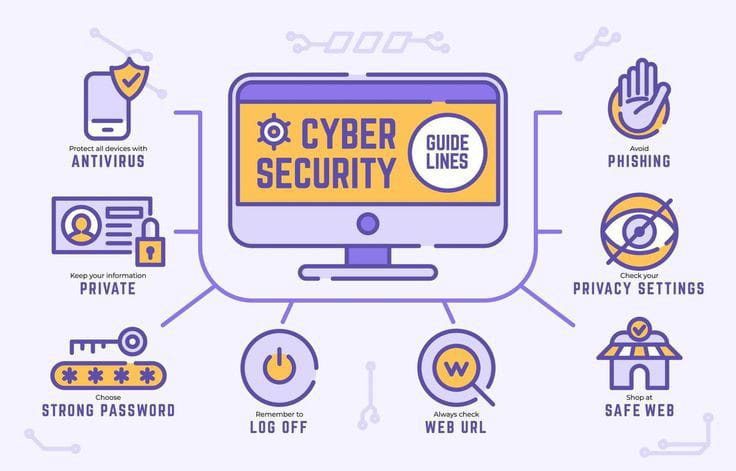 CYBER
SECURITY
GUIDE
LINES
Protect all devices with
ANTIVIRUS
Keep your information
PRIVATE
Choose
STRONG PASSWORD
Remember to
LOG OFF
W
Always check
WEB URL
Shop at
SAFE WEB
Check your
PRIVACY SETTINGS
Avoid
PHISHING